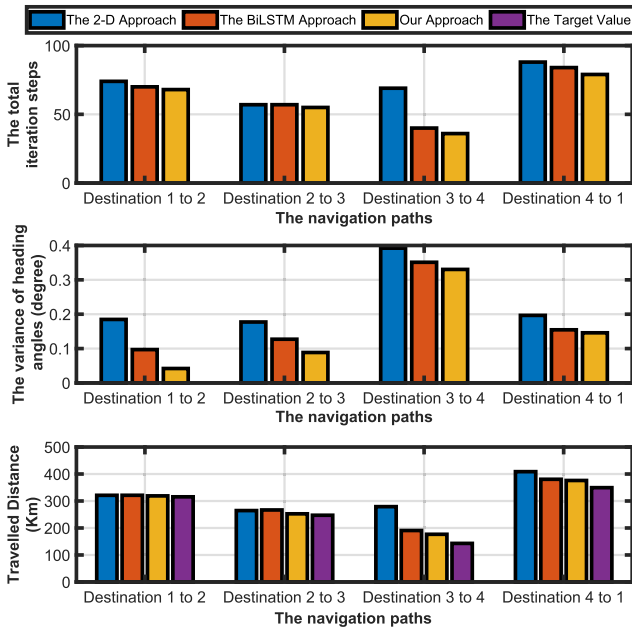 The 2-D Approach The BiLSTM Approach Our Approach The Target Value
The total
iteration steps
100
50
0
Destination 1 to 2 Destination 2 to 3 Destination 3 to 4 Destination 4 to 1
The navigation paths
The variance of heading
angles (degree)
0.4
0.3
0.2
0.1
0
Destination 1 to 2 Destination 2 to 3 Destination 3 to 4 Destination 4 to 1
The navigation paths
Travelled Distance
(Km)
500
400
300
200
100
0
Destination 1 to 2 Destination 2 to 3 Destination 3 to 4 Destination 4 to 1
The navigation paths